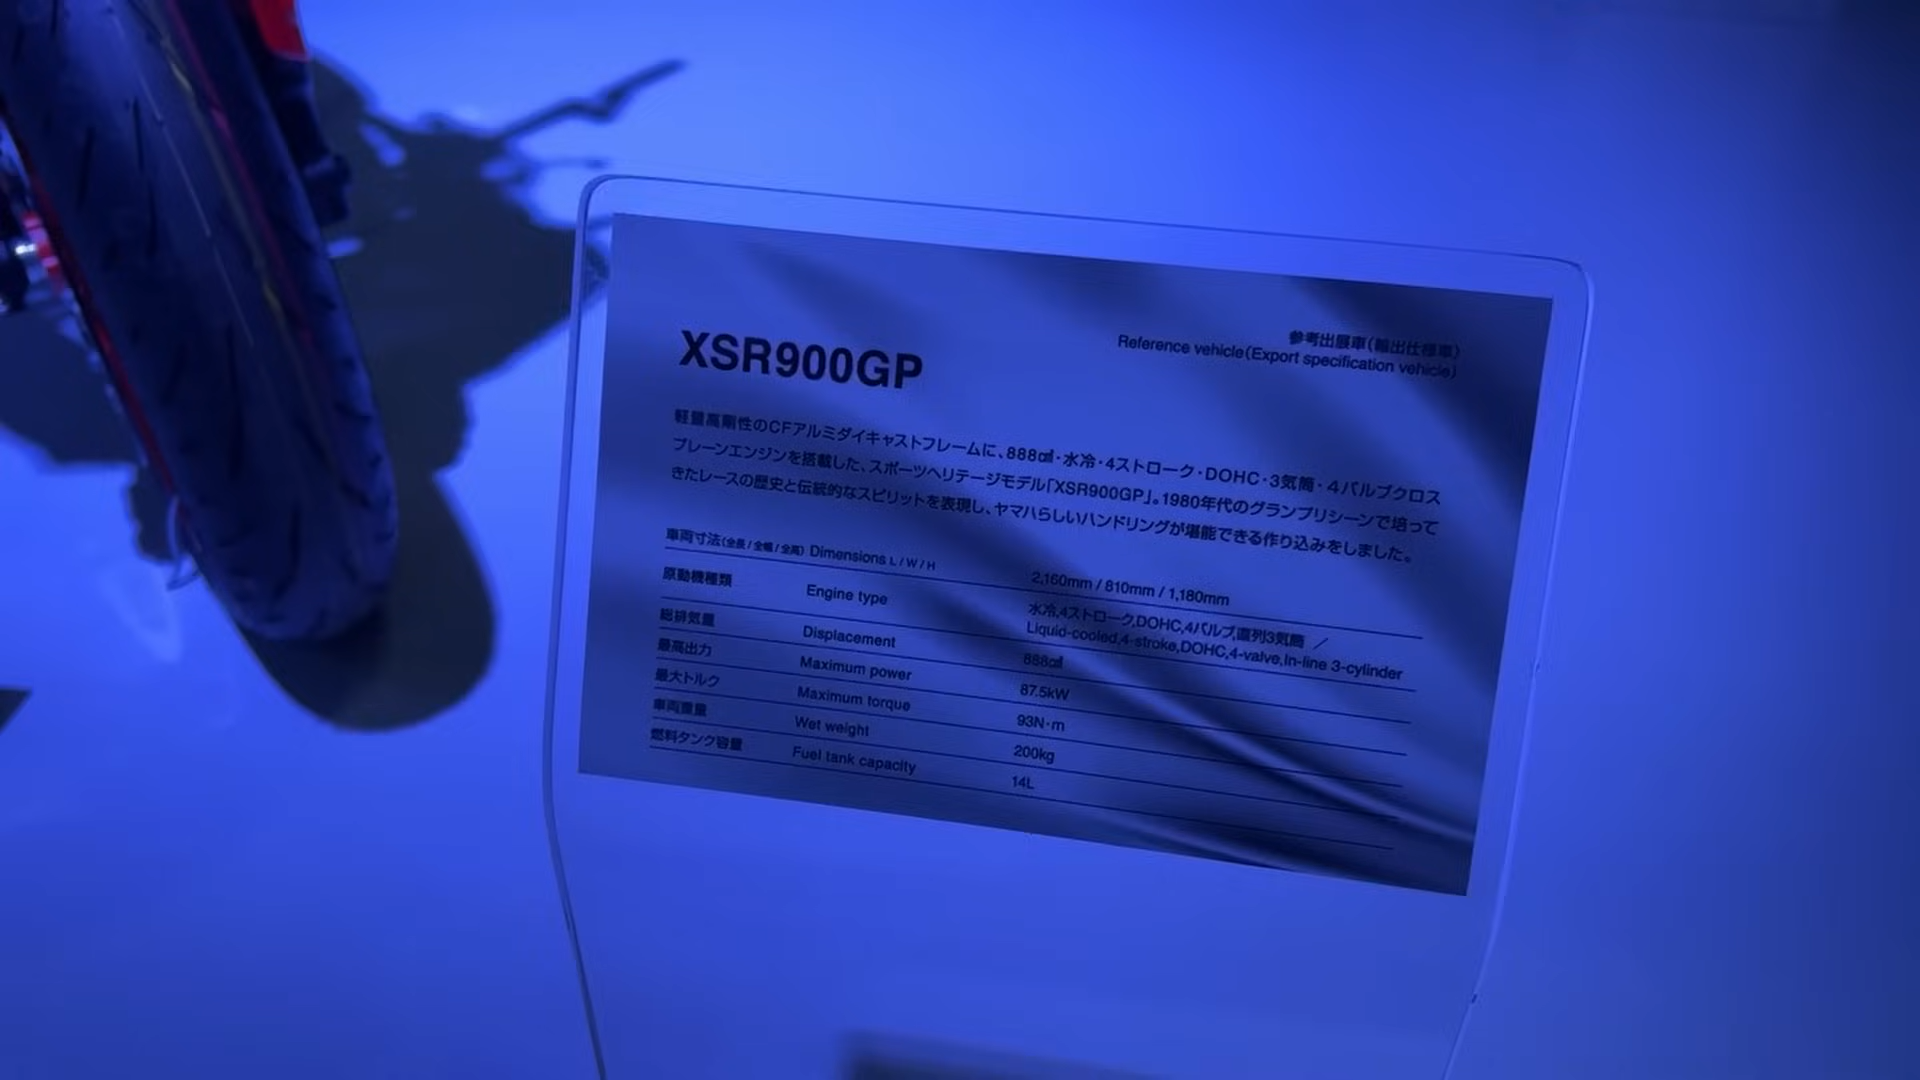 XSR900GP
参考出展車(輸出仕様車)
Reference vehicle(Export specification vehicle)
軽量高剛性のCFアルミダイキャストフレームに、888㎤・水冷・4ストローク・DOHC・3気筒・4バルブクロス
プレーンエンジンを搭載した、スポーツヘリテージモデル「XSR900GP」。1980年代のグランプリシーンで培って
きたレースの歴史と伝統的なスピリットを表現し、ヤマハらしいハンドリングが堪能できる作り込みをしました。
車両寸法(全長/全幅/全高) Dimensions L/W/H 2,160mm / 810mm / 1,180mm
原動機種類 Engine type 水冷,4ストローク,DOHC,4バルブ,直列3気筒 /
Liquid-cooled,4-stroke,DOHC,4-valve,In-line 3-cylinder
総排気量 Displacement 888㎤
最高出力 Maximum power 87.5kW
最大トルク Maximum torque 93N･m
車両重量 Wet weight 200kg
燃料タンク容量 Fuel tank capacity 14L